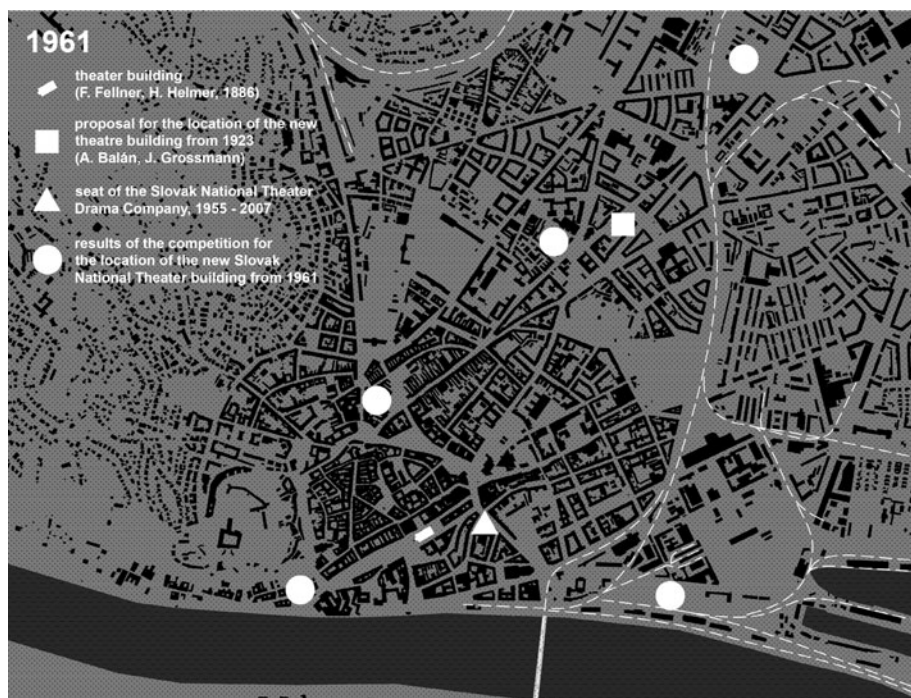 1961
theater building
(F. Fellner, H. Helmer, 1886)
proposal for the location of the new
theatre building from 1923
(A. Balán, J. Grossmann)
seat of the Slovak National Theater
Drama Company, 1955 - 2007
results of the competition for
the location of the new Slovak
National Theater building from 1961